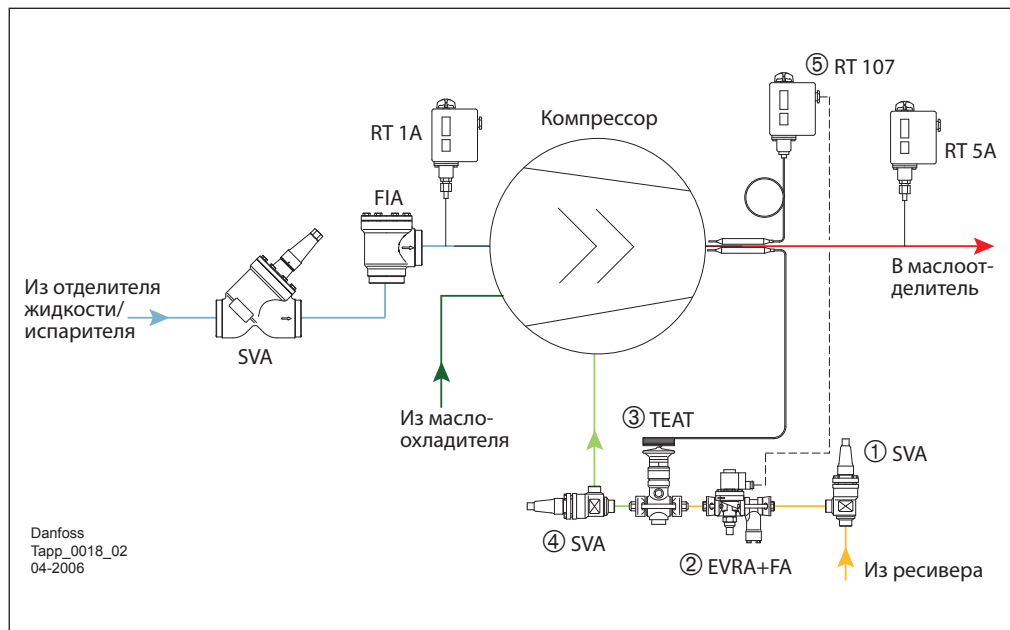 ⑤ RT 107
Компрессор
RT 1A
RT 5A
FIA
Из отделителя
жидкости/
испарителя
В маслоот-
делитель
SVA
Из масло-
охладителя
③ TEAT
① SVA
④ SVA
② EVRA+FA
Из ресивера
Danfoss
Tapp_0018_02
04-2006